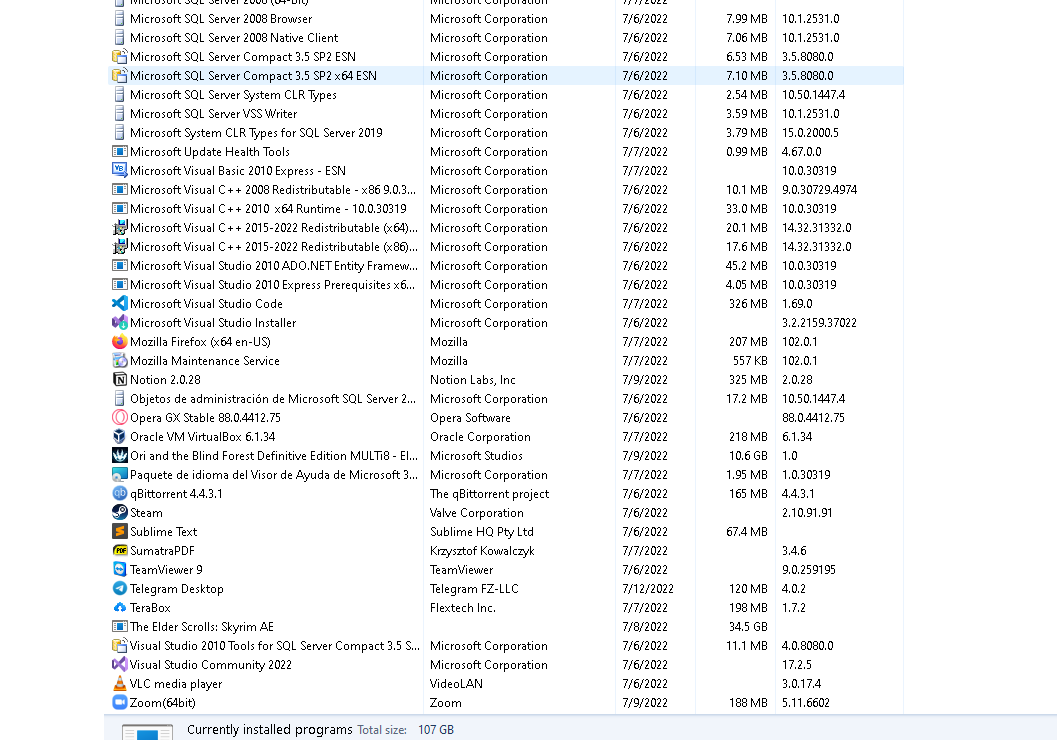 Microsoft SQL Server 2008 (64-bit) Microsoft Corporation 7/7/2022
Microsoft SQL Server 2008 Browser Microsoft Corporation 7/6/2022 7.99 MB 10.1.2531.0
Microsoft SQL Server 2008 Native Client Microsoft Corporation 7/6/2022 7.06 MB 10.1.2531.0
Microsoft SQL Server Compact 3.5 SP2 ESN Microsoft Corporation 7/6/2022 6.53 MB 3.5.8080.0
Microsoft SQL Server Compact 3.5 SP2 x64 ESN Microsoft Corporation 7/6/2022 7.10 MB 3.5.8080.0
Microsoft SQL Server System CLR Types Microsoft Corporation 7/6/2022 2.54 MB 10.50.1447.4
Microsoft SQL Server VSS Writer Microsoft Corporation 7/6/2022 3.59 MB 10.1.2531.0
Microsoft System CLR Types for SQL Server 2019 Microsoft Corporation 7/6/2022 3.79 MB 15.0.2000.5
Microsoft Update Health Tools Microsoft Corporation 7/7/2022 0.99 MB 4.67.0.0
Microsoft Visual Basic 2010 Express - ESN Microsoft Corporation 7/7/2022 10.0.30319
Microsoft Visual C++ 2008 Redistributable - x86 9.0.3... Microsoft Corporation 7/6/2022 10.1 MB 9.0.30729.4974
Microsoft Visual C++ 2010 x64 Runtime - 10.0.30319 Microsoft Corporation 7/6/2022 33.0 MB 10.0.30319
Microsoft Visual C++ 2015-2022 Redistributable (x64)... Microsoft Corporation 7/6/2022 20.1 MB 14.32.31332.0
Microsoft Visual C++ 2015-2022 Redistributable (x86)... Microsoft Corporation 7/6/2022 17.6 MB 14.32.31332.0
Microsoft Visual Studio 2010 ADO.NET Entity Framew... Microsoft Corporation 7/6/2022 45.2 MB 10.0.30319
Microsoft Visual Studio 2010 Express Prerequisites x6... Microsoft Corporation 7/6/2022 4.05 MB 10.0.30319
Microsoft Visual Studio Code Microsoft Corporation 7/7/2022 326 MB 1.69.0
Microsoft Visual Studio Installer Microsoft Corporation 7/6/2022 3.2.2159.37022
Mozilla Firefox (x64 en-US) Mozilla 7/7/2022 207 MB 102.0.1
Mozilla Maintenance Service Mozilla 7/7/2022 557 KB 102.0.1
Notion 2.0.28 Notion Labs, Inc 7/9/2022 325 MB 2.0.28
Objetos de administración de Microsoft SQL Server 2... Microsoft Corporation 7/6/2022 17.2 MB 10.50.1447.4
Opera GX Stable 88.0.4412.75 Opera Software 7/6/2022 88.0.4412.75
Oracle VM VirtualBox 6.1.34 Oracle Corporation 7/7/2022 218 MB 6.1.34
Ori and the Blind Forest Definitive Edition MULTi8 - El... Microsoft Studios 7/9/2022 10.6 GB 1.0
Paquete de idioma del Visor de Ayuda de Microsoft 3... Microsoft Corporation 7/7/2022 1.95 MB 1.0.30319
qBittorrent 4.4.3.1 The qBittorrent project 7/6/2022 165 MB 4.4.3.1
Steam Valve Corporation 7/6/2022 2.10.91.91
Sublime Text Sublime HQ Pty Ltd 7/6/2022 67.4 MB
SumatraPDF Krzysztof Kowalczyk 7/7/2022 3.4.6
TeamViewer 9 TeamViewer 7/6/2022 9.0.259195
Telegram Desktop Telegram FZ-LLC 7/12/2022 120 MB 4.0.2
TeraBox Flextech Inc. 7/7/2022 198 MB 1.7.2
The Elder Scrolls: Skyrim AE 7/8/2022 34.5 GB
Visual Studio 2010 Tools for SQL Server Compact 3.5 S... Microsoft Corporation 7/6/2022 11.1 MB 4.0.8080.0
Visual Studio Community 2022 Microsoft Corporation 7/6/2022 17.2.5
VLC media player VideoLAN 7/6/2022 3.0.17.4
Zoom(64bit) Zoom 7/9/2022 188 MB 5.11.6602
Currently installed programs Total size: 107 GB